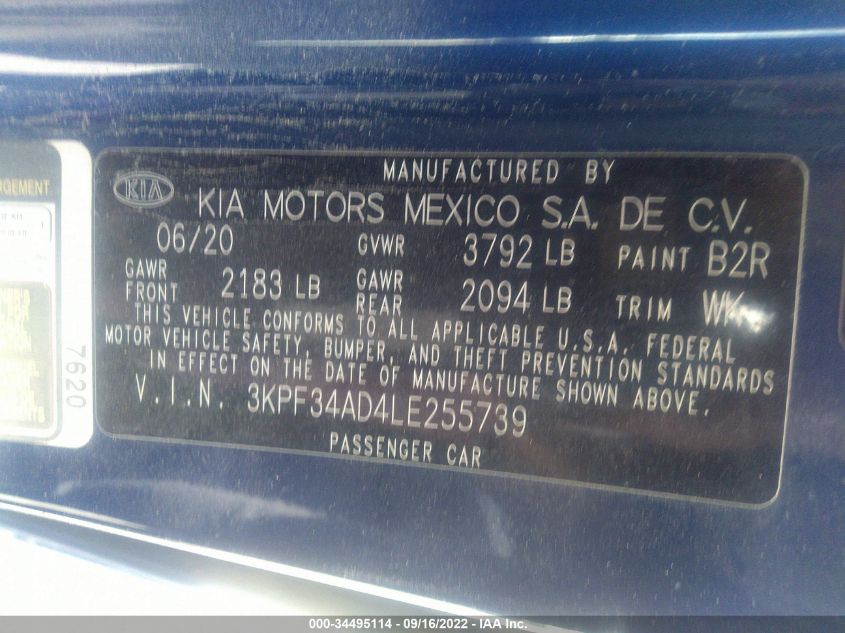 MANUFACTURED BY
KIA KIA MOTORS MEXICO S.A. DE C.V.
06/20 GVWR 3792 LB PAINT B2R
GAWR FRONT 2183 LB GAWR REAR 2094 LB TRIM
THIS VEHICLE CONFORMS TO ALL APPLICABLE U.S.A. FEDERAL
MOTOR VEHICLE SAFETY, BUMPER, AND THEFT PREVENTION STANDARDS
IN EFFECT ON THE DATE OF MANUFACTURE SHOWN ABOVE.
V.I.N. 3KPF34AD4LE255739
PASSENGER CAR
7620
000-34495114 - 09/16/2022 - IAA Inc.